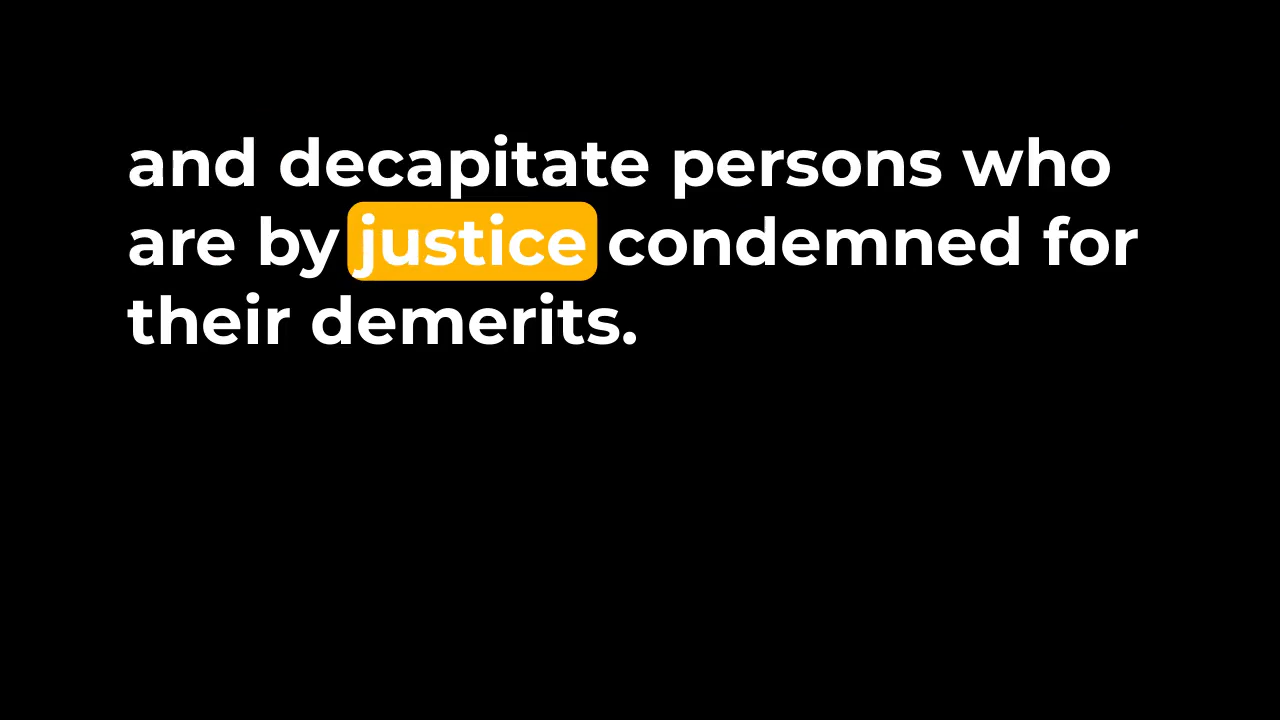 and decapitate persons who
are by justice condemned for
their demerits.